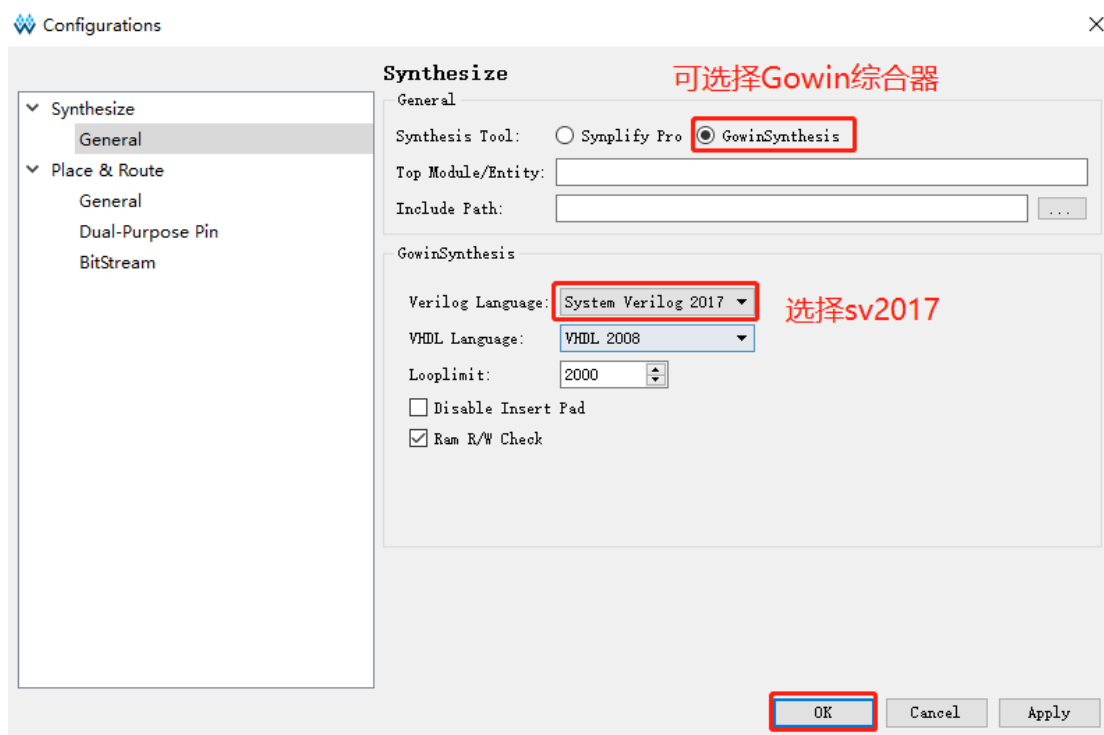 Configurations
Synthesize
General
Place & Route
General
Dual-Purpose Pin
BitStream
Synthesize
可选择Gowin综合器
General
Synthesis Tool: Synplify Pro GowinSynthesis
Top Module/Entity:
Include Path: ...
GowinSynthesis
Verilog Language: System Verilog 2017 选择sv2017
VHDL Language: VHDL 2008
Looplimit: 2000
Disable Insert Pad
Ram R/W Check
OK Cancel Apply